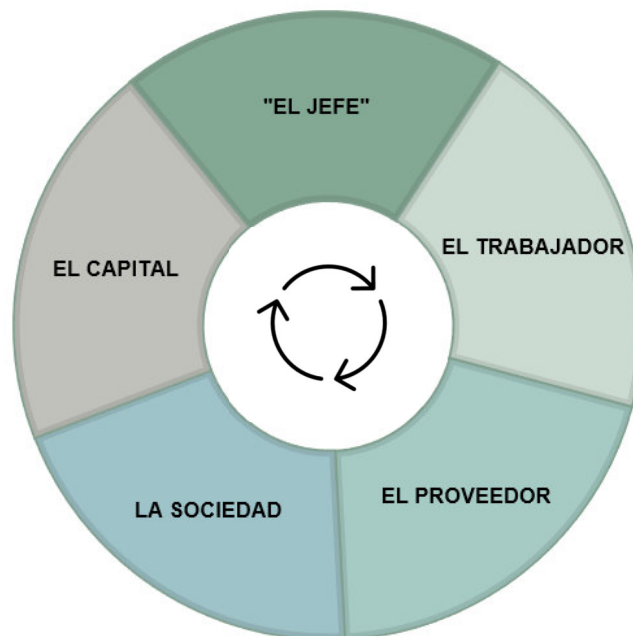 "EL JEFE"
EL TRABAJADOR
EL PROVEEDOR
LA SOCIEDAD
EL CAPITAL